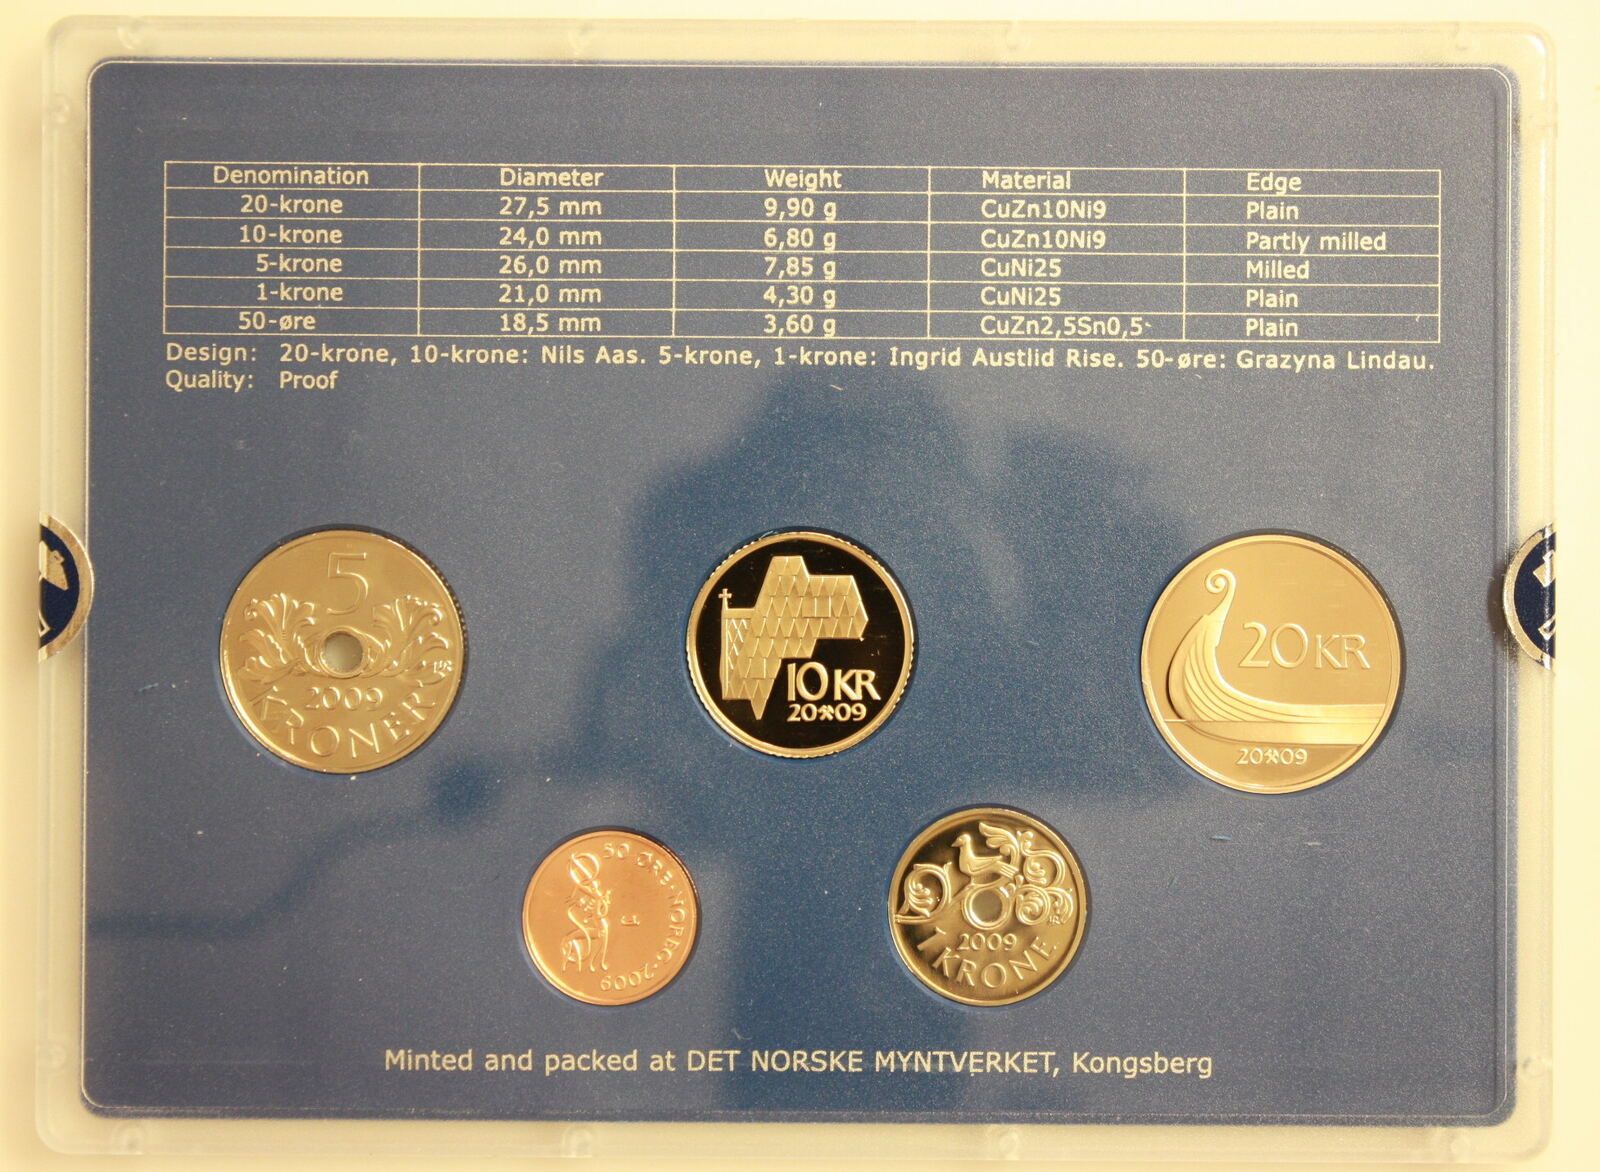 Denomination Diameter Weight Material Edge
20-krone 27,5 mm 9,90 g CuZn10Ni9 Plain
10-krone 24,0 mm 6,80 g CuZn10Ni9 Partly milled
5-krone 26,0 mm 7,85 g CuNi25 Milled
1-krone 21,0 mm 4,30 g CuNi25 Plain
50-øre 18,5 mm 3,60 g CuZn2,5Sn0,5 Plain
Design: 20-krone, 10-krone: Nils Aas. 5-krone, 1-krone: Ingrid Austlid Rise. 50-øre: Grazyna Lindau.
Quality: Proof
5
2009
KRONER
10 KR
20⚒09
20 KR
20⚒09
50 ØRE·NOREG·2009
2009
1 KRONE
Minted and packed at DET NORSKE MYNTVERKET, Kongsberg